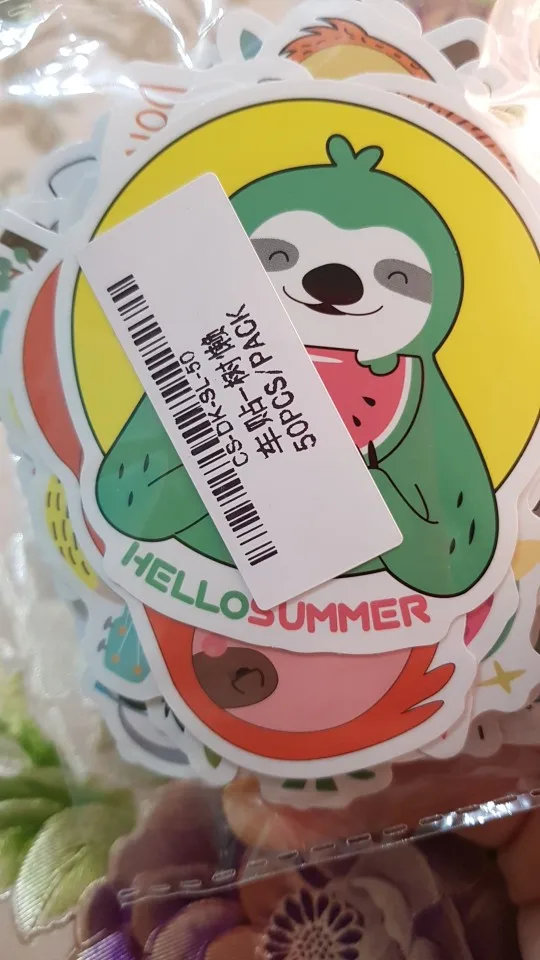 CS-DK-SL-50
车贴-树懒
50PCS/PACK
HELLOSUMMER